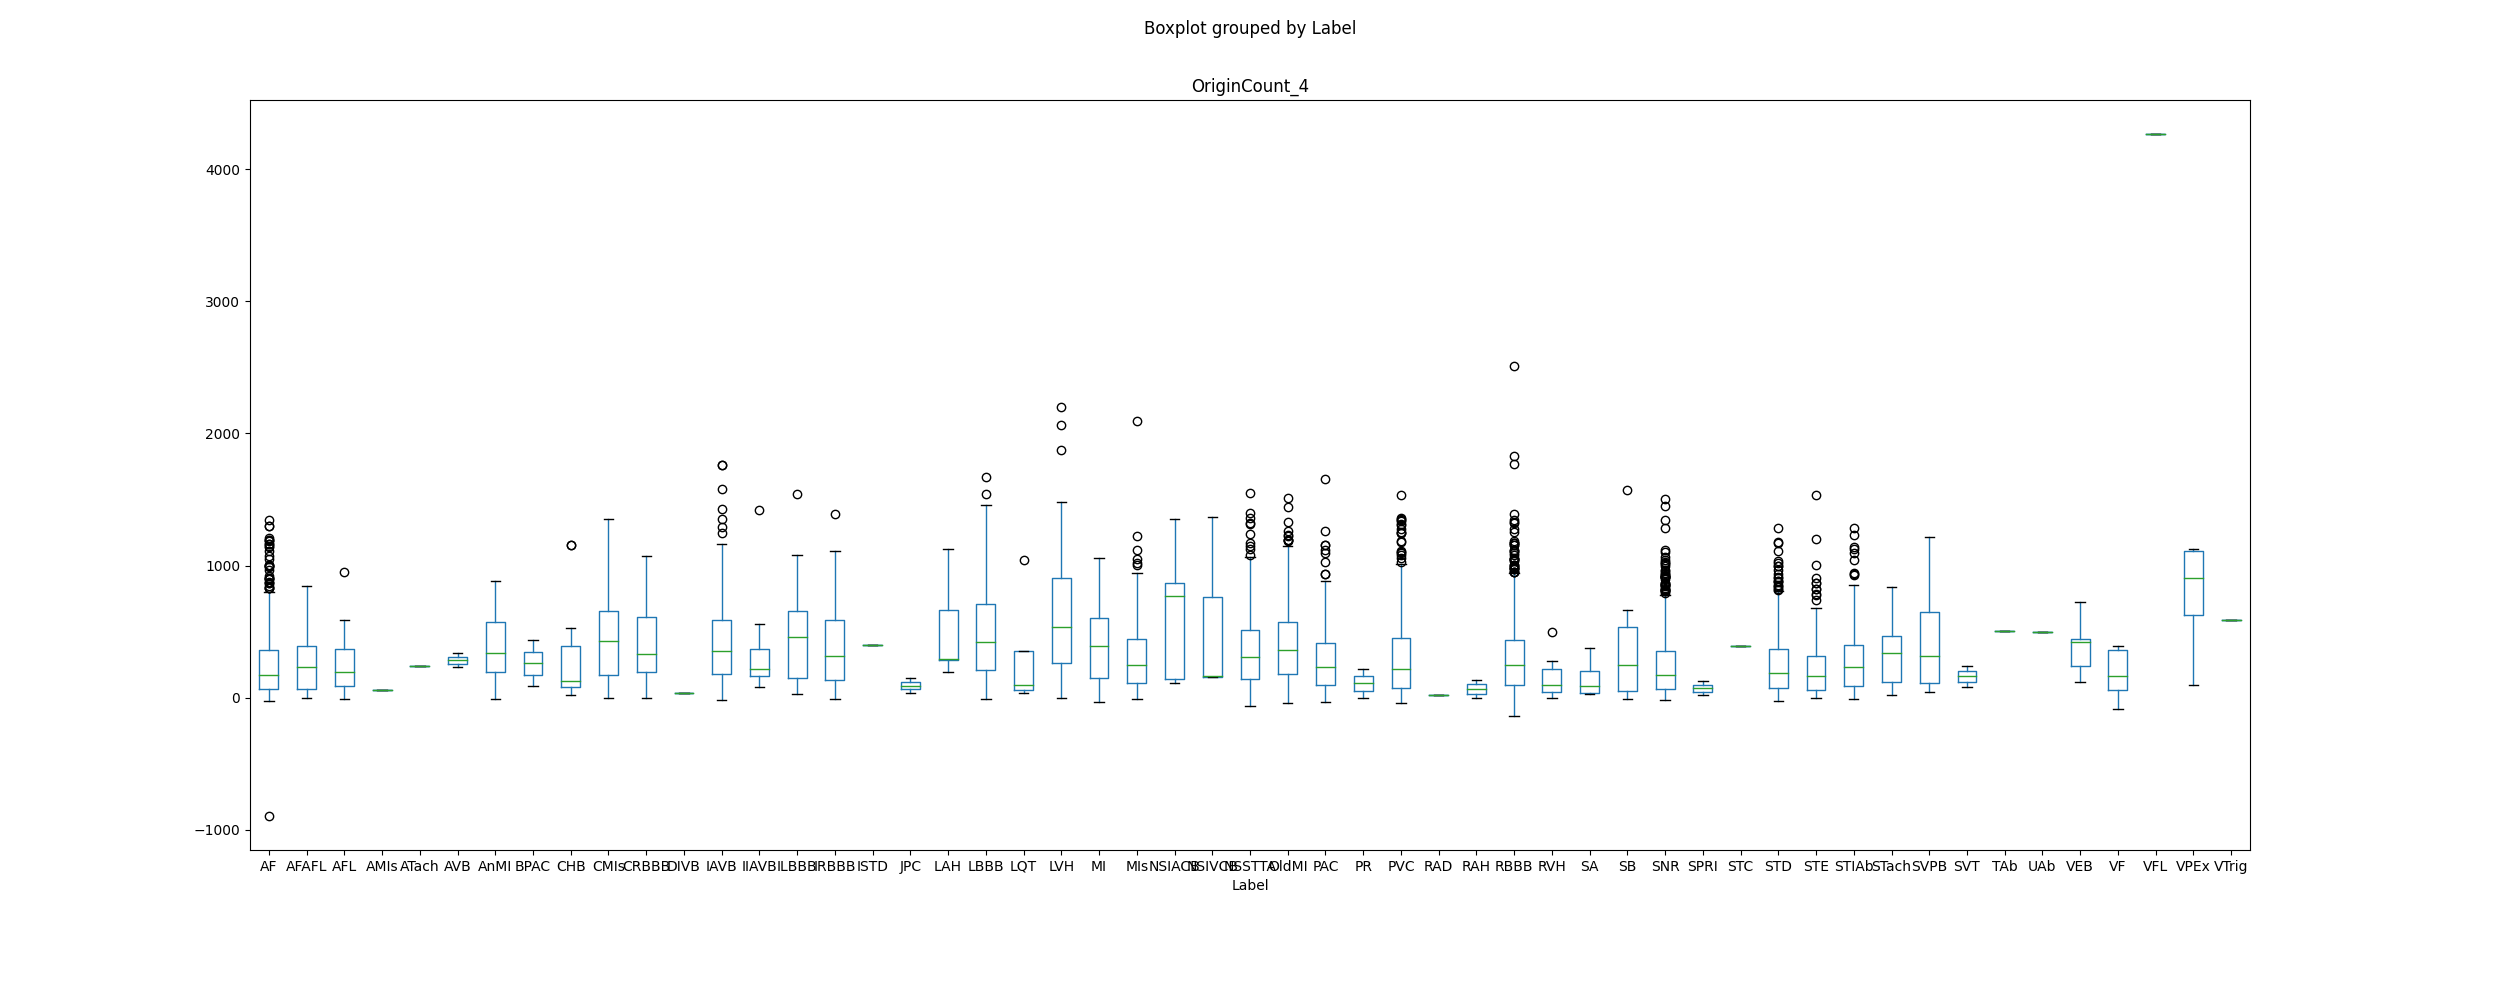 Boxplot grouped by Label
OriginCount_4
4000
3000
2000
1000
0
−1000
AF AFAFL AFL AMIs ATach AVB AnMI BPAC CHB CMIs CRBBB DIVB IAVB IIAVB ILBBB IRBBB ISTD JPC LAH LBBB LQT LVH MI MIs NSIACB NSIVCB NSSTTA OldMI PAC PR PVC RAD RAH RBBB RVH SA SB SNR SPRI STC STD STE STIAb STach SVPB SVT TAb UAb VEB VF VFL VPEx VTrig
Label